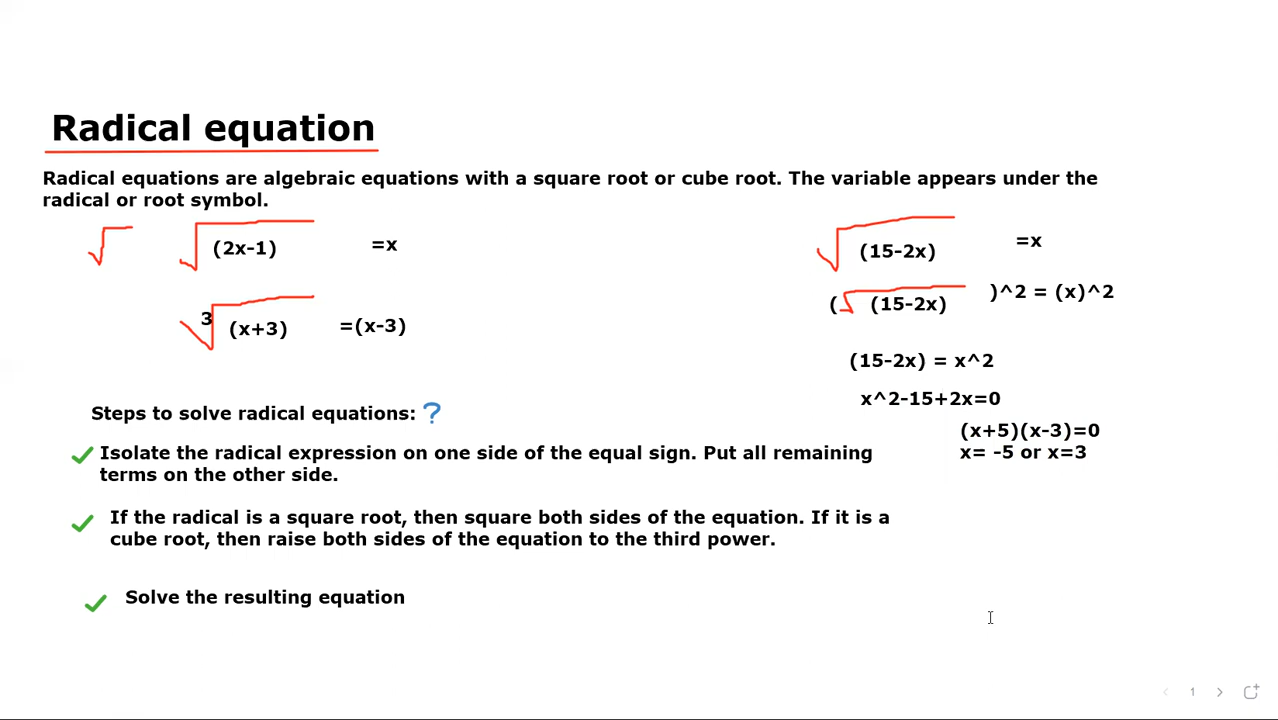 Radical equation
Radical equations are algebraic equations with a square root or cube root. The variable appears under the
radical or root symbol.
√
√(2x-1) =x
3√(x+3) =(x-3)
Steps to solve radical equations: ?
Isolate the radical expression on one side of the equal sign. Put all remaining
terms on the other side.
If the radical is a square root, then square both sides of the equation. If it is a
cube root, then raise both sides of the equation to the third power.
Solve the resulting equation
√(15-2x) =x
(√(15-2x) )^2 = (x)^2
(15-2x) = x^2
x^2-15+2x=0
(x+5)(x-3)=0
x= -5 or x=3
1